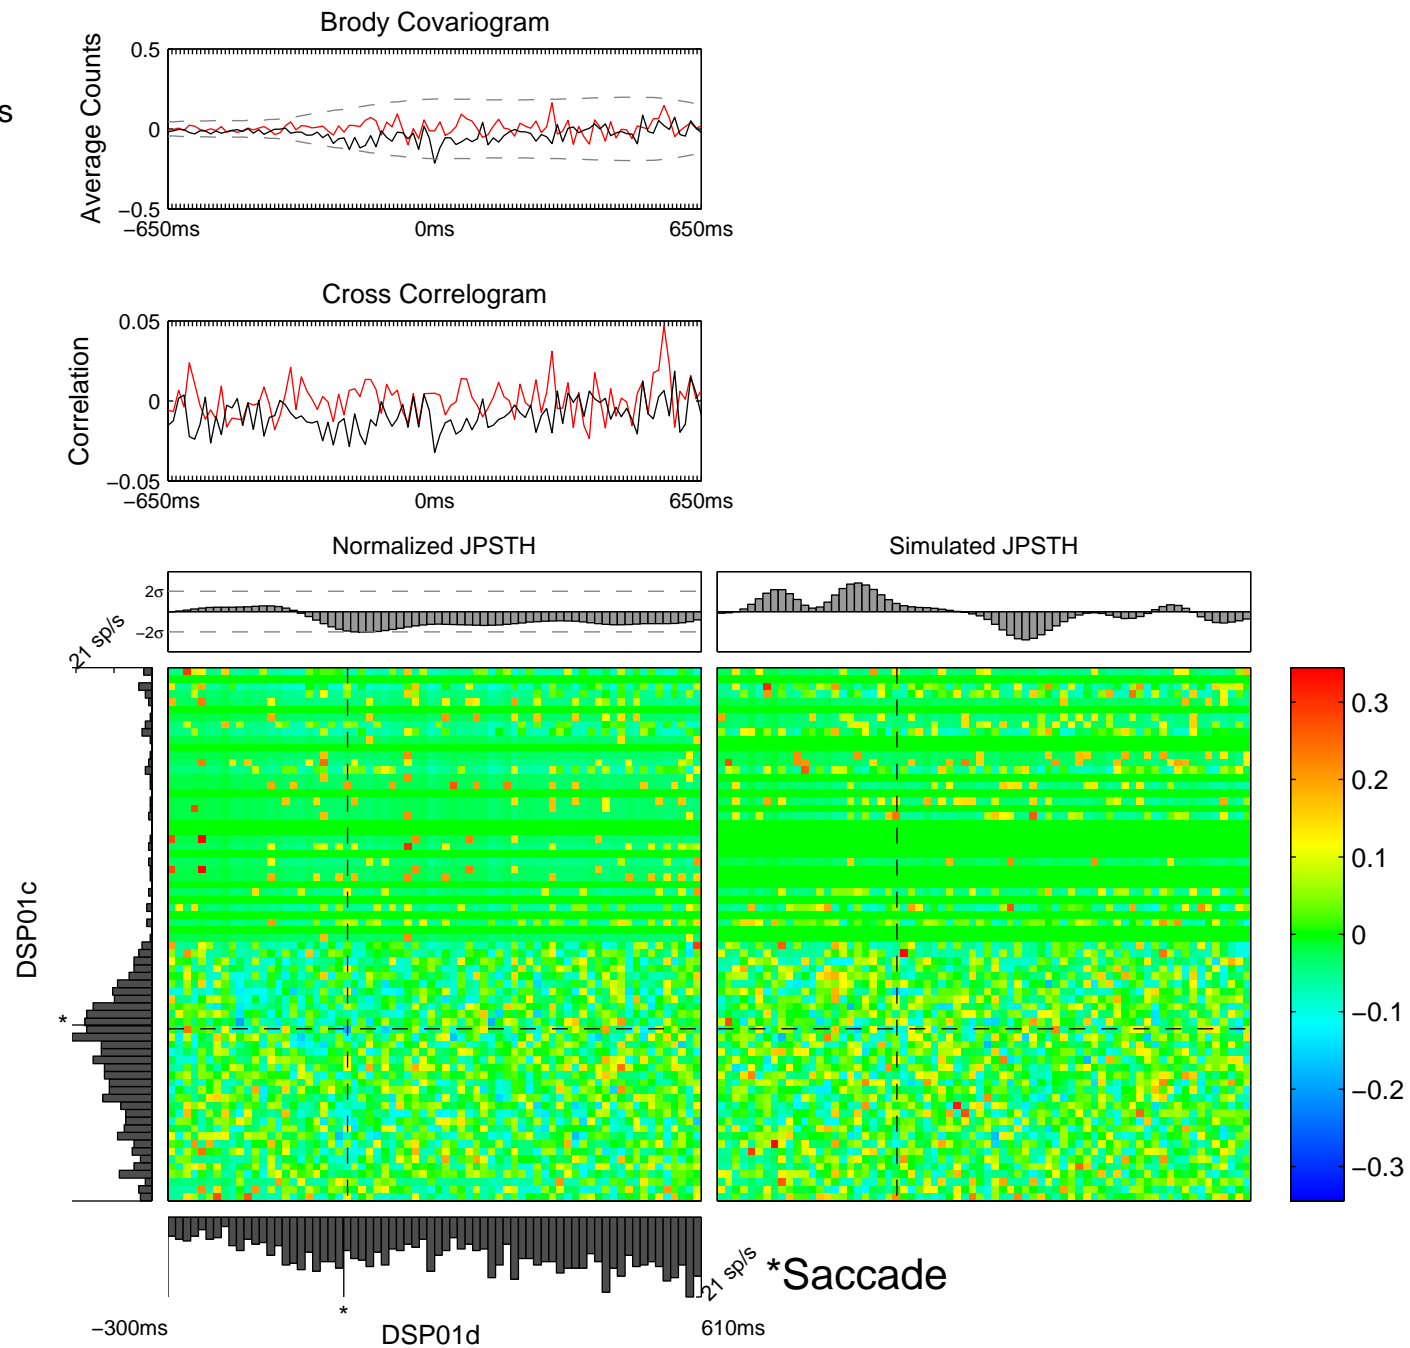 Brody Covariogram
s
Average Counts
0.5
0
−0.5
−650ms
0ms
650ms
Cross Correlogram
Correlation
0.05
0
−0.05
−650ms
0ms
650ms
Normalized JPSTH
Simulated JPSTH
2σ
−2σ
21 sp/s
DSP01c
*
0.3
0.2
0.1
0
−0.1
−0.2
−0.3
21 sp/s
*Saccade
*
−300ms
DSP01d
610ms